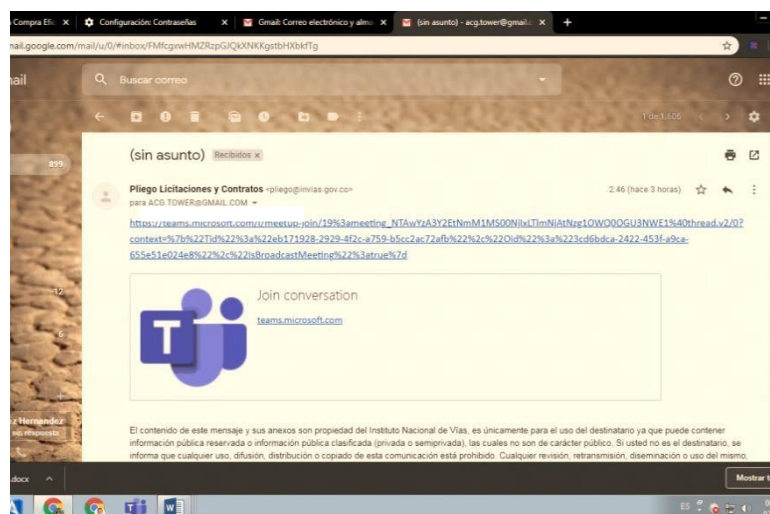 Compra Efic
Configuración: Contraseñas
Gmail: Correo electrónico y alma
(sin asunto) - acg.tower@gmail.c
mail.google.com/mail/u/0/#inbox/FMfcgxwHMZRzpGJQkXNKKgstbHXbkfTg
mail
Buscar correo
1 de 1,606
899
(sin asunto) Recibidos x
Pliego Licitaciones y Contratos <pliego@invias.gov.co>
2:46 (hace 3 horas)
para ACG.TOWER@GMAIL.COM
https://teams.microsoft.com/l/meetup-join/19%3ameeting_NTAwYzA3Y2EtNmM1MS00NjIxLTlmNjAtNzg1OWQ0OGU3NWE1%40thread.v2/0?
context=%7b%22Tid%22%3a%22eb171928-2929-4f2c-a759-b5cc2ac72afb%22%2c%22Oid%22%3a%223cd6bdca-2422-453f-a9ca-
655e51e024e8%22%2c%22IsBroadcastMeeting%22%3atrue%7d
Join conversation
teams.microsoft.com
T
12
6
z Hernandez
sin respuesta
El contenido de este mensaje y sus anexos son propiedad del Instituto Nacional de Vías, es únicamente para el uso del destinatario ya que puede contener
información pública reservada o información pública clasificada (privada o semiprivada), las cuales no son de carácter público. Si usted no es el destinatario, se
informa que cualquier uso, difusión, distribución o copiado de esta comunicación está prohibido. Cualquier revisión, retransmisión, diseminación o uso del mismo,
.docx
Mostrar t
ES